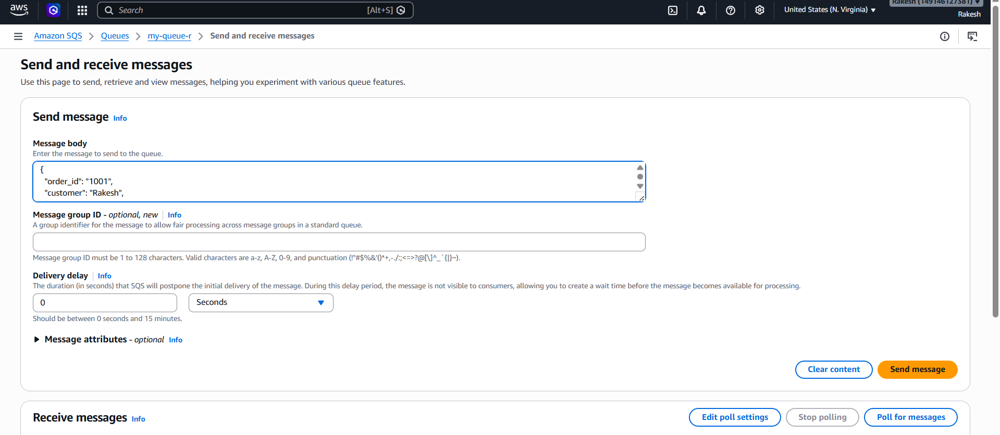 aws
Search
[Alt+S]
United States (N. Virginia)
Rakesh (149146127381)
Rakesh
Amazon SQS
Queues
my-queue-r
Send and receive messages
Send and receive messages
Use this page to send, retrieve and view messages, helping you experiment with various queue features.
Send message Info
Message body
Enter the message to send to the queue.
{
"order_id": "1001",
"customer": "Rakesh",
Message group ID - optional, new Info
A group identifier for the message to allow fair processing across message groups in a standard queue.
Message group ID must be 1 to 128 characters. Valid characters are a-z, A-Z, 0-9, and punctuation (!"#$%&'()*+,-./:;<=>?@[\]^_`{|}~).
Delivery delay Info
The duration (in seconds) that SQS will postpone the initial delivery of the message. During this delay period, the message is not visible to consumers, allowing you to create a wait time before the message becomes available for processing.
0
Seconds
Should be between 0 seconds and 15 minutes.
Message attributes - optional Info
Clear content
Send message
Receive messages Info
Edit poll settings
Stop polling
Poll for messages